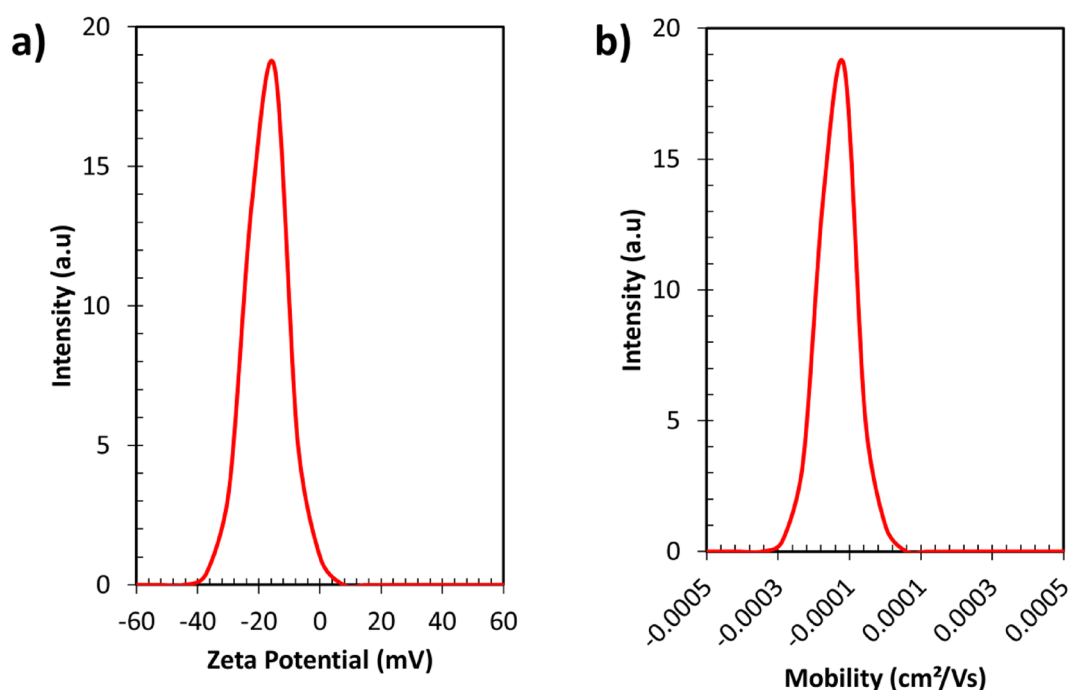 a)
20
15
10
5
0
Intensity (a.u)
-60 -40 -20 0 20 40 60
Zeta Potential (mV)
b)
20
15
10
5
0
Intensity (a.u)
-0.0005 -0.0003 -0.0001 0.0001 0.0003 0.0005
Mobility (cm²/Vs)